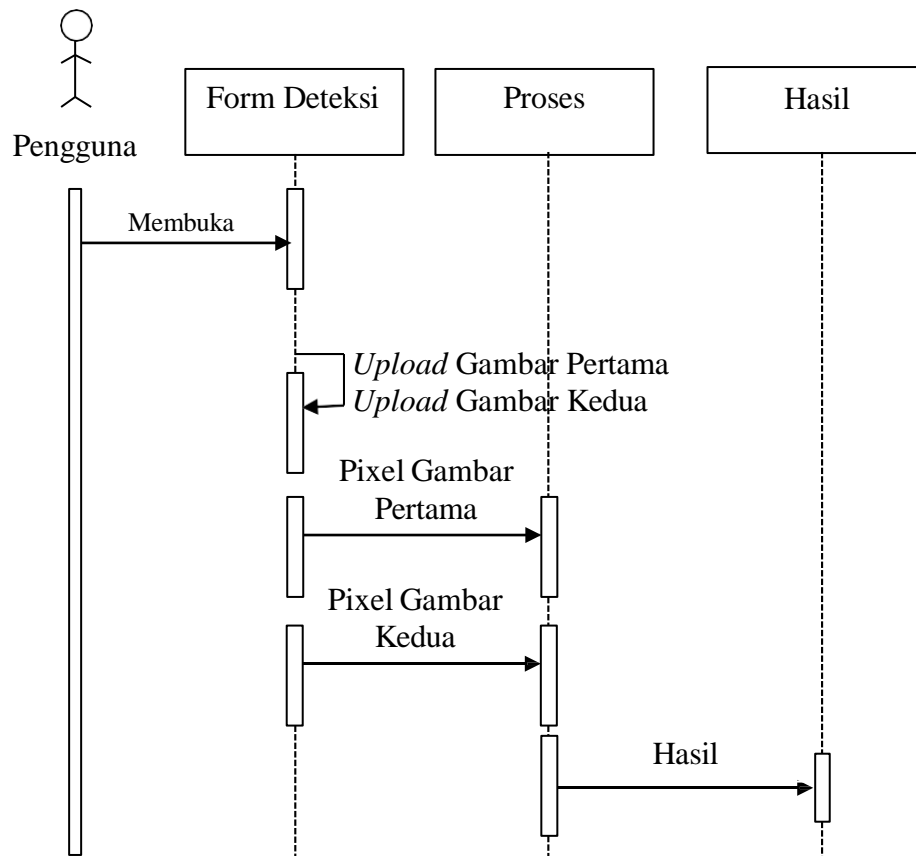 Form Deteksi
Proses
Hasil
Pengguna
Membuka
Upload Gambar Pertama
Upload Gambar Kedua
Pixel Gambar
Pertama
Pixel Gambar
Kedua
Hasil